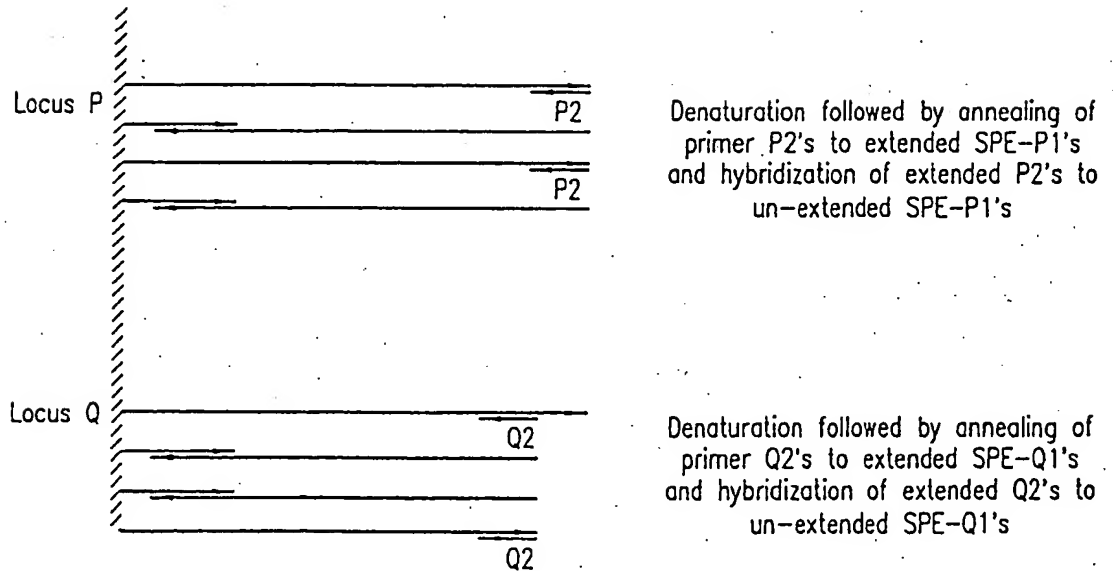 Locus P
P2
P2
Denaturation followed by annealing of
primer P2's to extended SPE-P1's
and hybridization of extended P2's to
un-extended SPE-P1's
Locus Q
Q2
Q2
Denaturation followed by annealing of
primer Q2's to extended SPE-Q1's
and hybridization of extended Q2's to
un-extended SPE-Q1's